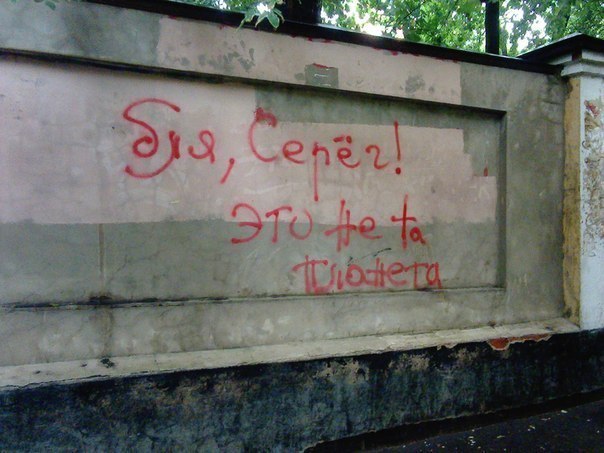 бля, Серёг!
это не та
планета